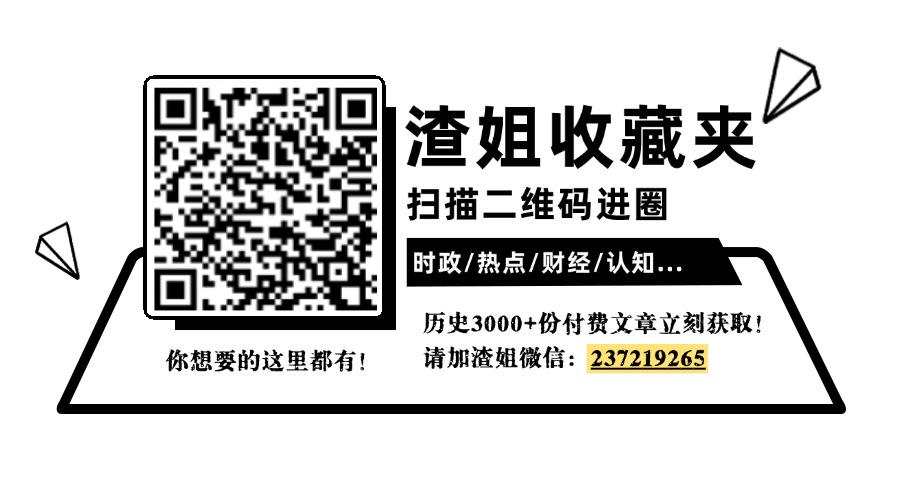 渣姐收藏夹
扫描二维码进圈
时政/热点/财经/认知...
历史3000+份付费文章立刻获取!
请加渣姐微信：237219265
你想要的这里都有!